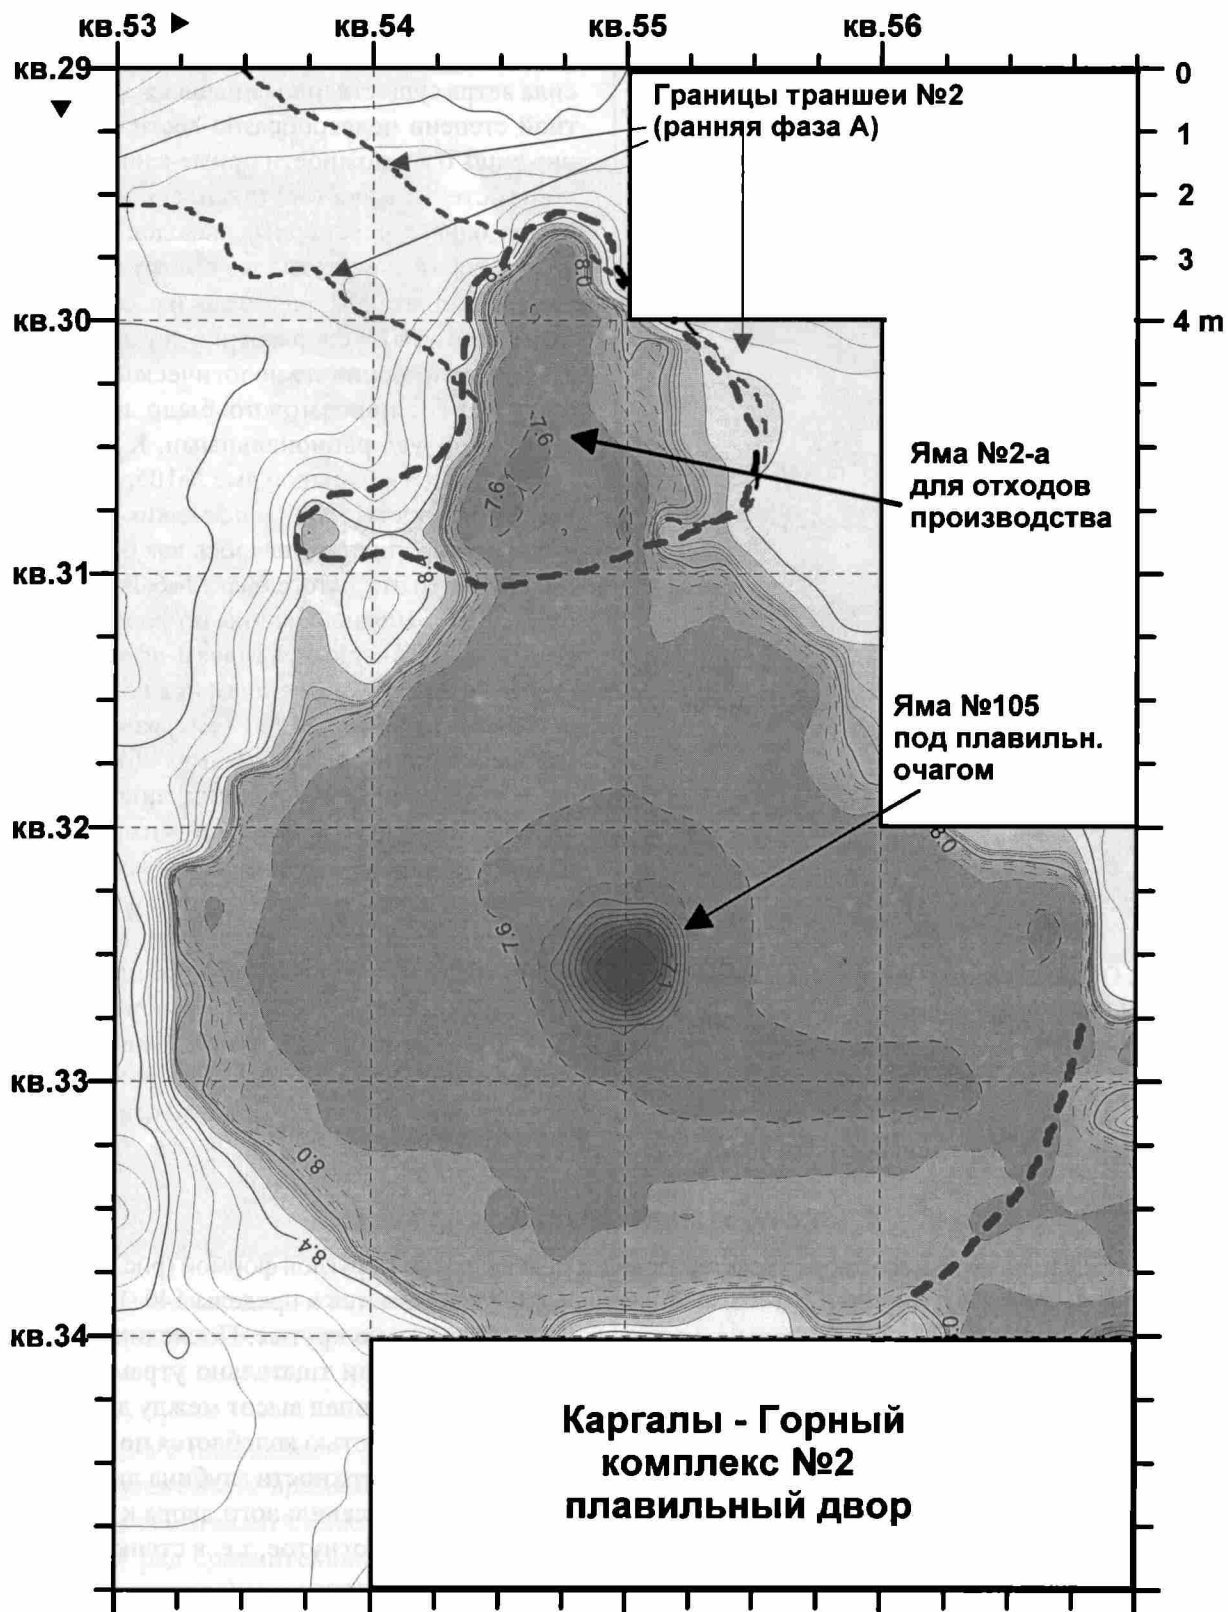 кв.53 ▶ кв.54 кв.55 кв.56
кв.29
▼
0
1
2
3
4 m
Границы траншеи №2
(ранняя фаза А)
8.0
кв.30
7.6
7.6
Яма №2-а
для отходов
производства
кв.31
7.8
Яма №105
под плавильн.
очагом
кв.32
8.0
7.6
7.1
кв.33
8.0
8.4
кв.34
Каргалы - Горный
комплекс №2
плавильный двор